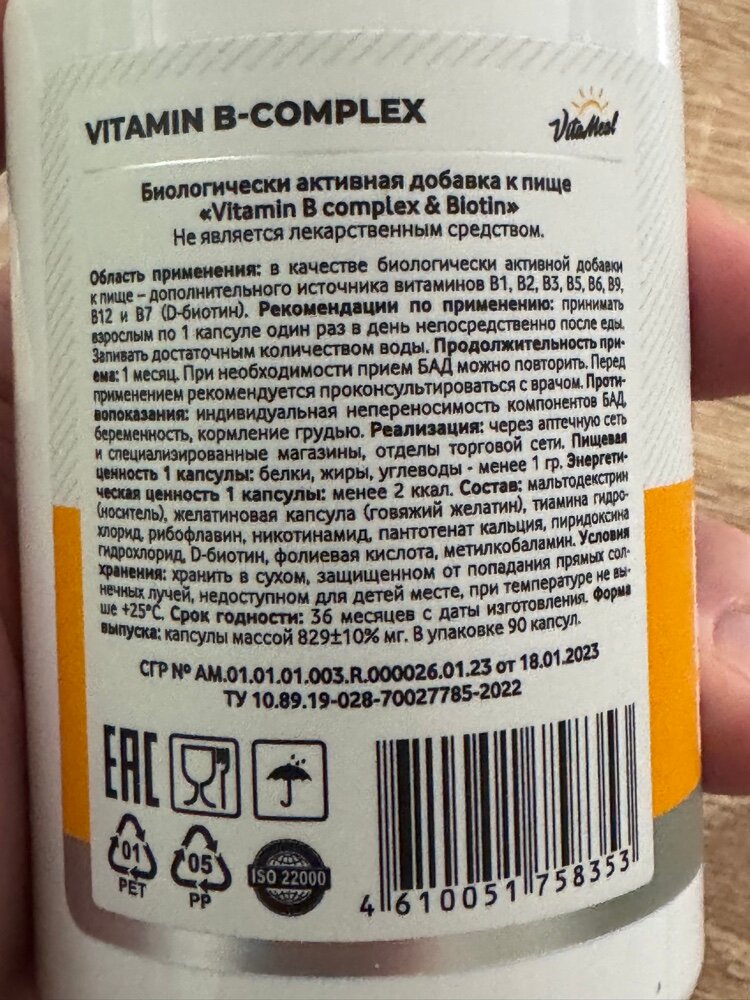 VITAMIN B-COMPLEX
VitaMeal
Биологически активная добавка к пище
«Vitamin B complex & Biotin»
Не является лекарственным средством.
Область применения: в качестве биологически активной добавки
к пище – дополнительного источника витаминов B1, B2, B3, B5, B6, B9,
B12 и B7 (D-биотин). Рекомендации по применению: принимать
взрослым по 1 капсуле один раз в день непосредственно после еды.
Запивать достаточным количеством воды. Продолжительность при-
ема: 1 месяц. При необходимости прием БАД можно повторить. Перед
применением рекомендуется проконсультироваться с врачом. Проти-
вопоказания: индивидуальная непереносимость компонентов БАД,
беременность, кормление грудью. Реализация: через аптечную сеть
и специализированные магазины, отделы торговой сети. Пищевая
ценность 1 капсулы: белки, жиры, углеводы - менее 1 гр. Энергети-
ческая ценность 1 капсулы: менее 2 ккал. Состав: мальтодекстрин
(носитель), желатиновая капсула (говяжий желатин), тиамина гидро-
хлорид, рибофлавин, никотинамид, пантотенат кальция, пиридоксина
гидрохлорид, D-биотин, фолиевая кислота, метилкобаламин. Условия
хранения: хранить в сухом, защищенном от попадания прямых сол-
нечных лучей, недоступном для детей месте, при температуре не вы-
ше +25°C. Срок годности: 36 месяцев с даты изготовления. Форма
выпуска: капсулы массой 829±10% мг. В упаковке 90 капсул.
СГР № AM.01.01.01.003.R.000026.01.23 от 18.01.2023
ТУ 10.89.19-028-70027785-2022
EAC
01
PET
05
PP
ISO 22000
4 610051 758353